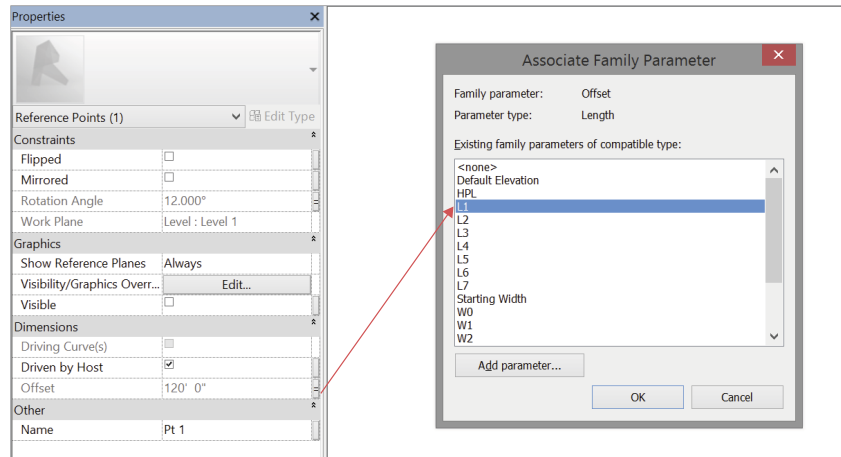 Properties
Reference Points (1)
Edit Type
Constraints
Flipped
Mirrored
Rotation Angle 12.000°
Work Plane Level : Level 1
Graphics
Show Reference Planes Always
Visibility/Graphics Overr... Edit...
Visible
Dimensions
Driving Curve(s)
Driven by Host
Offset 120' 0" =
Other
Name Pt 1
Associate Family Parameter
Family parameter: Offset
Parameter type: Length
Existing family parameters of compatible type:
<none>
Default Elevation
HPL
L1
L2
L3
L4
L5
L6
L7
Starting Width
W0
W1
W2
Add parameter...
OK Cancel